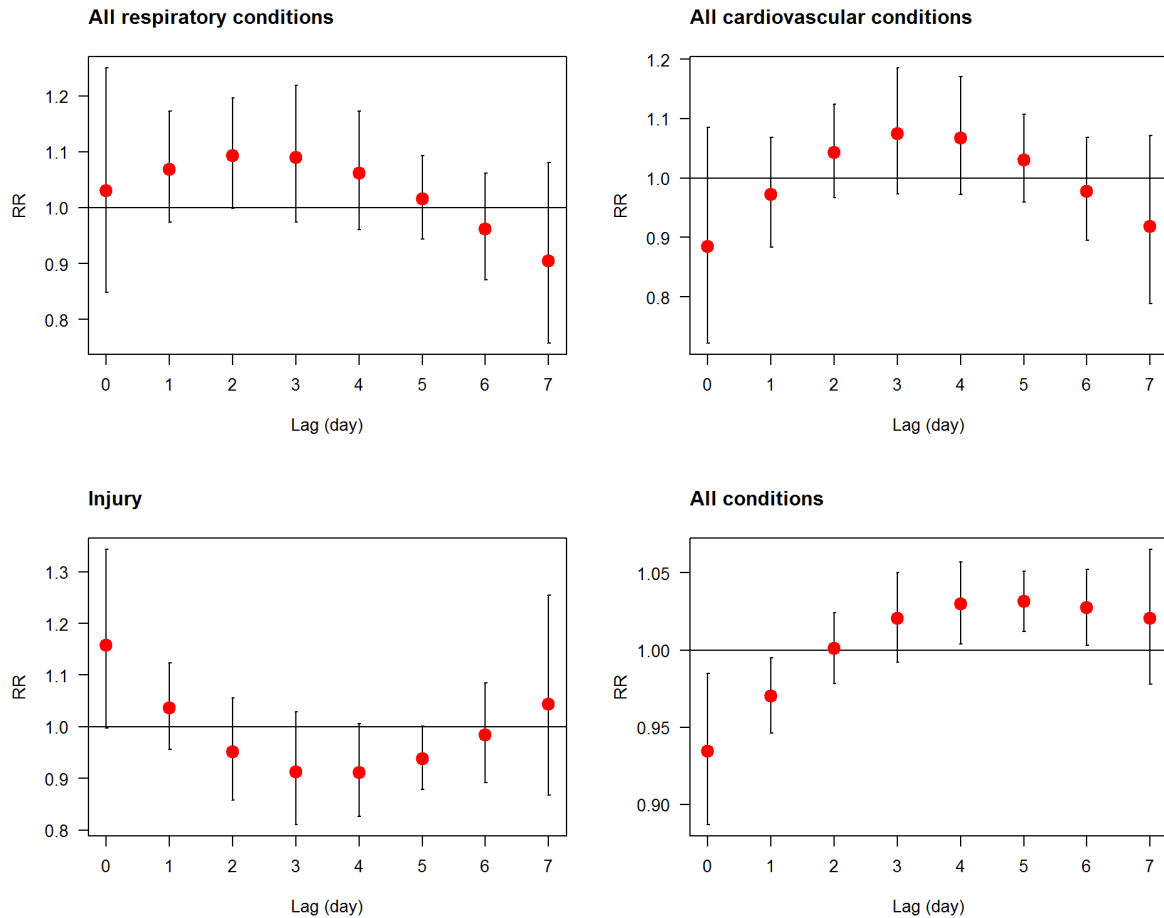 All respiratory conditions
1.2
1.1
1.0
0.9
0.8
RR
0 1 2 3 4 5 6 7
Lag (day)
All cardiovascular conditions
1.2
1.1
1.0
0.9
0.8
RR
0 1 2 3 4 5 6 7
Lag (day)
Injury
1.3
1.2
1.1
1.0
0.9
0.8
RR
0 1 2 3 4 5 6 7
Lag (day)
All conditions
1.05
1.00
0.95
0.90
RR
0 1 2 3 4 5 6 7
Lag (day)